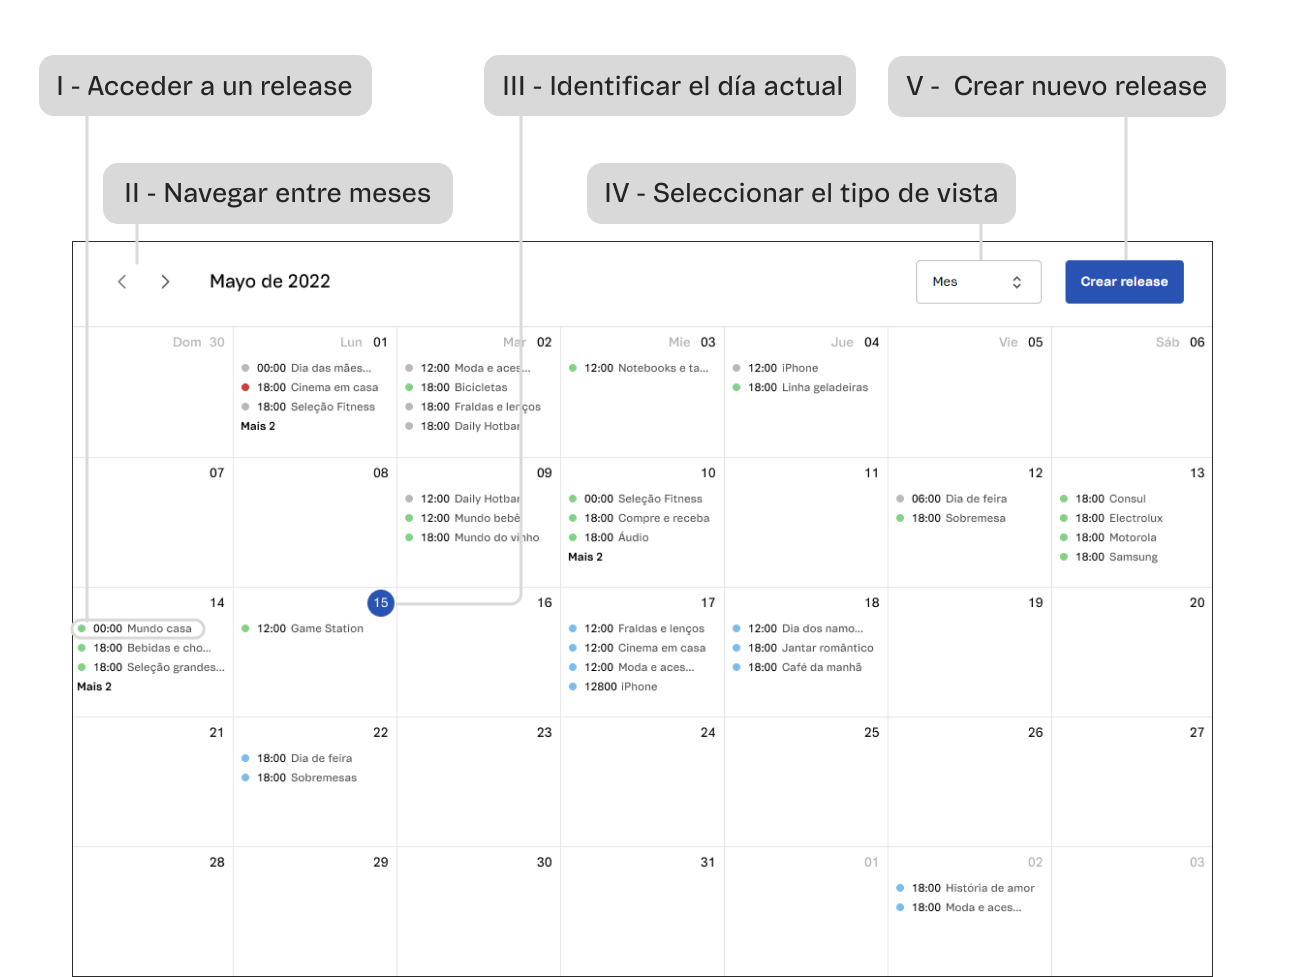 I - Acceder a un release
III - Identificar el día actual
V - Crear nuevo release
II - Navegar entre meses
IV - Seleccionar el tipo de vista
Mayo de 2022
Mes
Crear release
Dom 30
Lun 01
Mar 02
Mie 03
Jue 04
Vie 05
Sáb 06
00:00 Dia das mães...
18:00 Cinema em casa
18:00 Seleção Fitness
Mais 2
12:00 Moda e aces...
18:00 Bicicletas
18:00 Fraldas e lenços
18:00 Daily Hotbar
12:00 Notebooks e ta...
12:00 iPhone
18:00 Linha geladeiras
07
08
09
10
11
12
13
12:00 Daily Hotbar
12:00 Mundo bebê
18:00 Mundo do vinho
00:00 Seleção Fitness
18:00 Compre e receba
18:00 Áudio
Mais 2
06:00 Dia de feira
18:00 Sobremesa
18:00 Consul
18:00 Electrolux
18:00 Motorola
18:00 Samsung
14
15
16
17
18
19
20
00:00 Mundo casa
18:00 Bebidas e cho...
18:00 Seleção grandes...
Mais 2
12:00 Game Station
12:00 Fraldas e lenços
12:00 Cinema em casa
12:00 Moda e aces...
12800 iPhone
12:00 Dia dos namo...
18:00 Jantar romântico
18:00 Café da manhã
21
22
23
24
25
26
27
18:00 Dia de feira
18:00 Sobremesas
28
29
30
31
01
02
03
18:00 História de amor
18:00 Moda e aces...